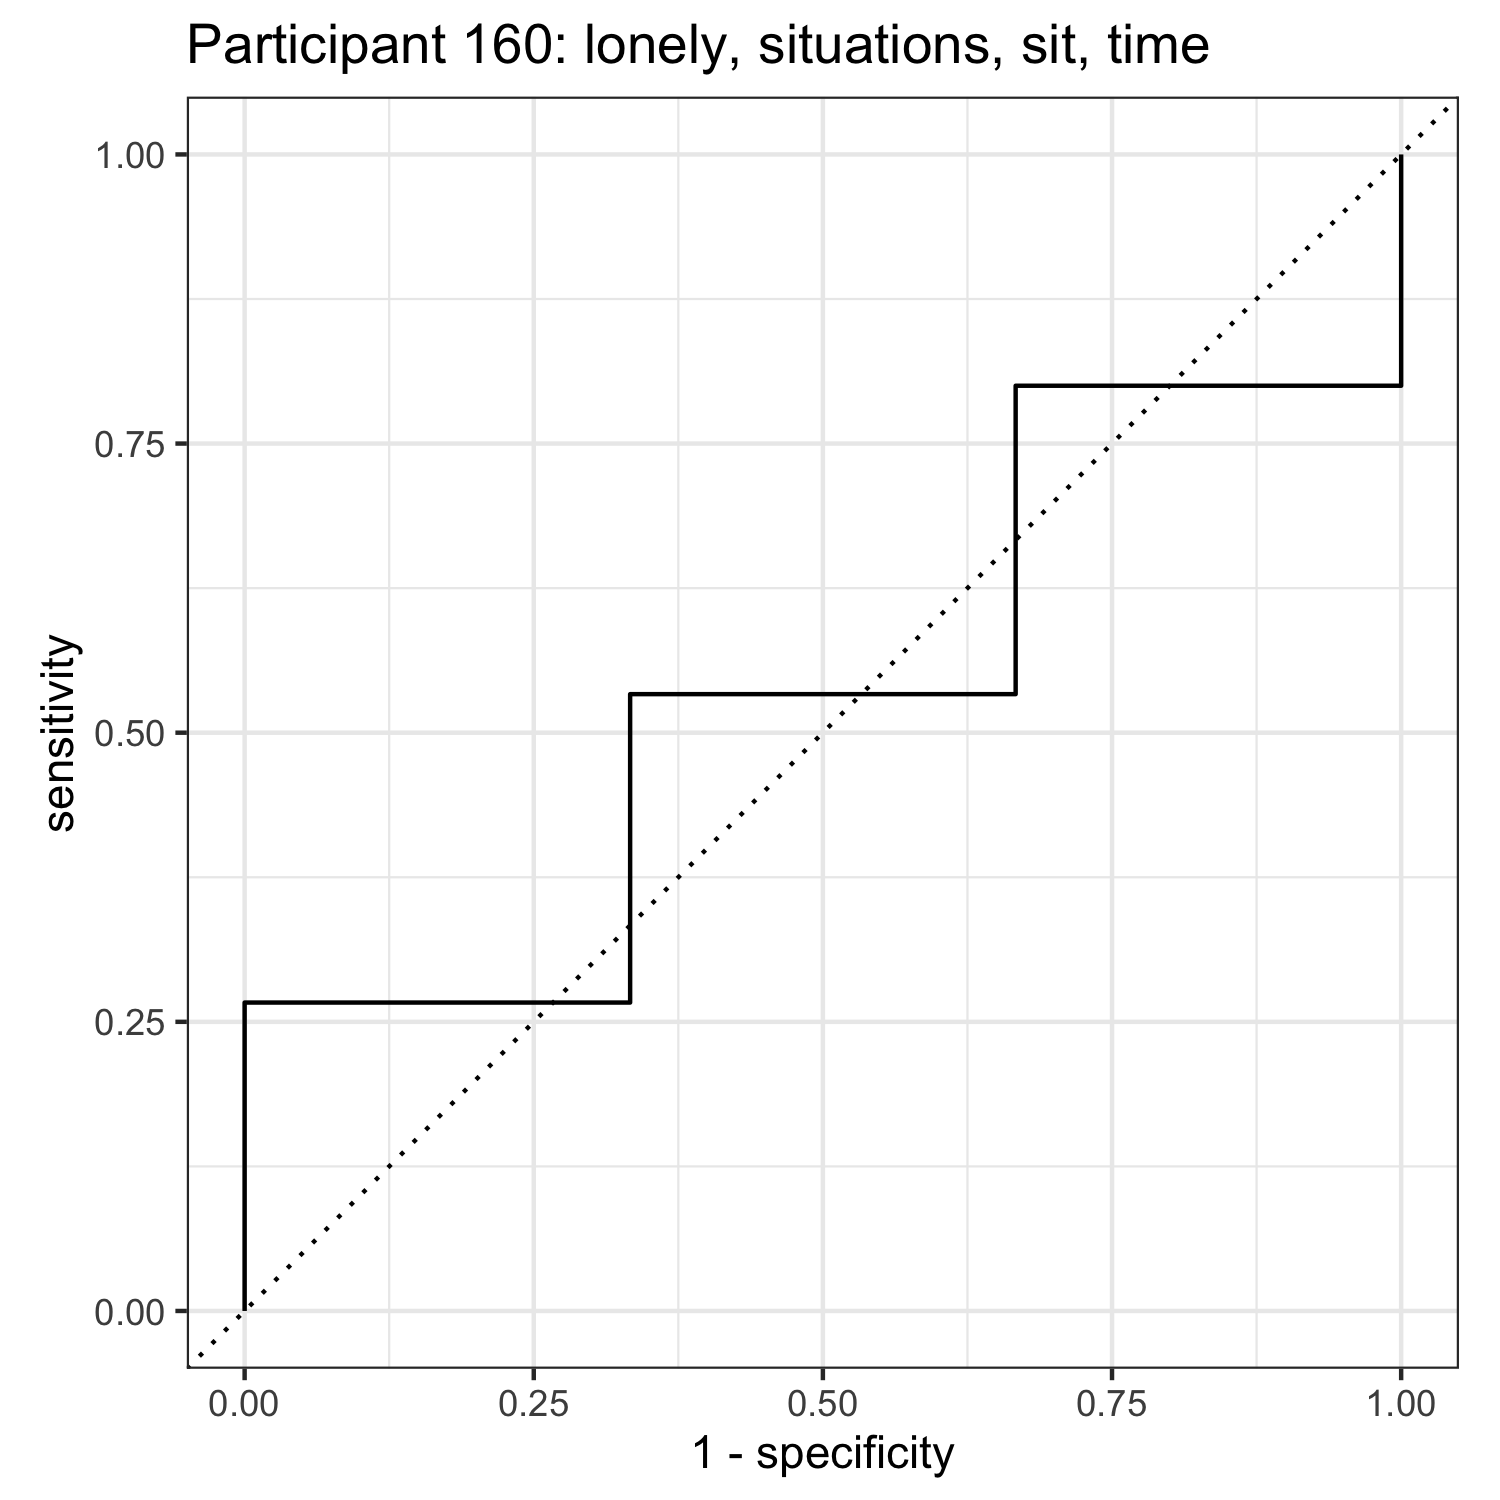 Participant 160: lonely, situations, sit, time
1.00
0.75
0.50
0.25
0.00
sensitivity
0.00 0.25 0.50 0.75 1.00
1 - specificity